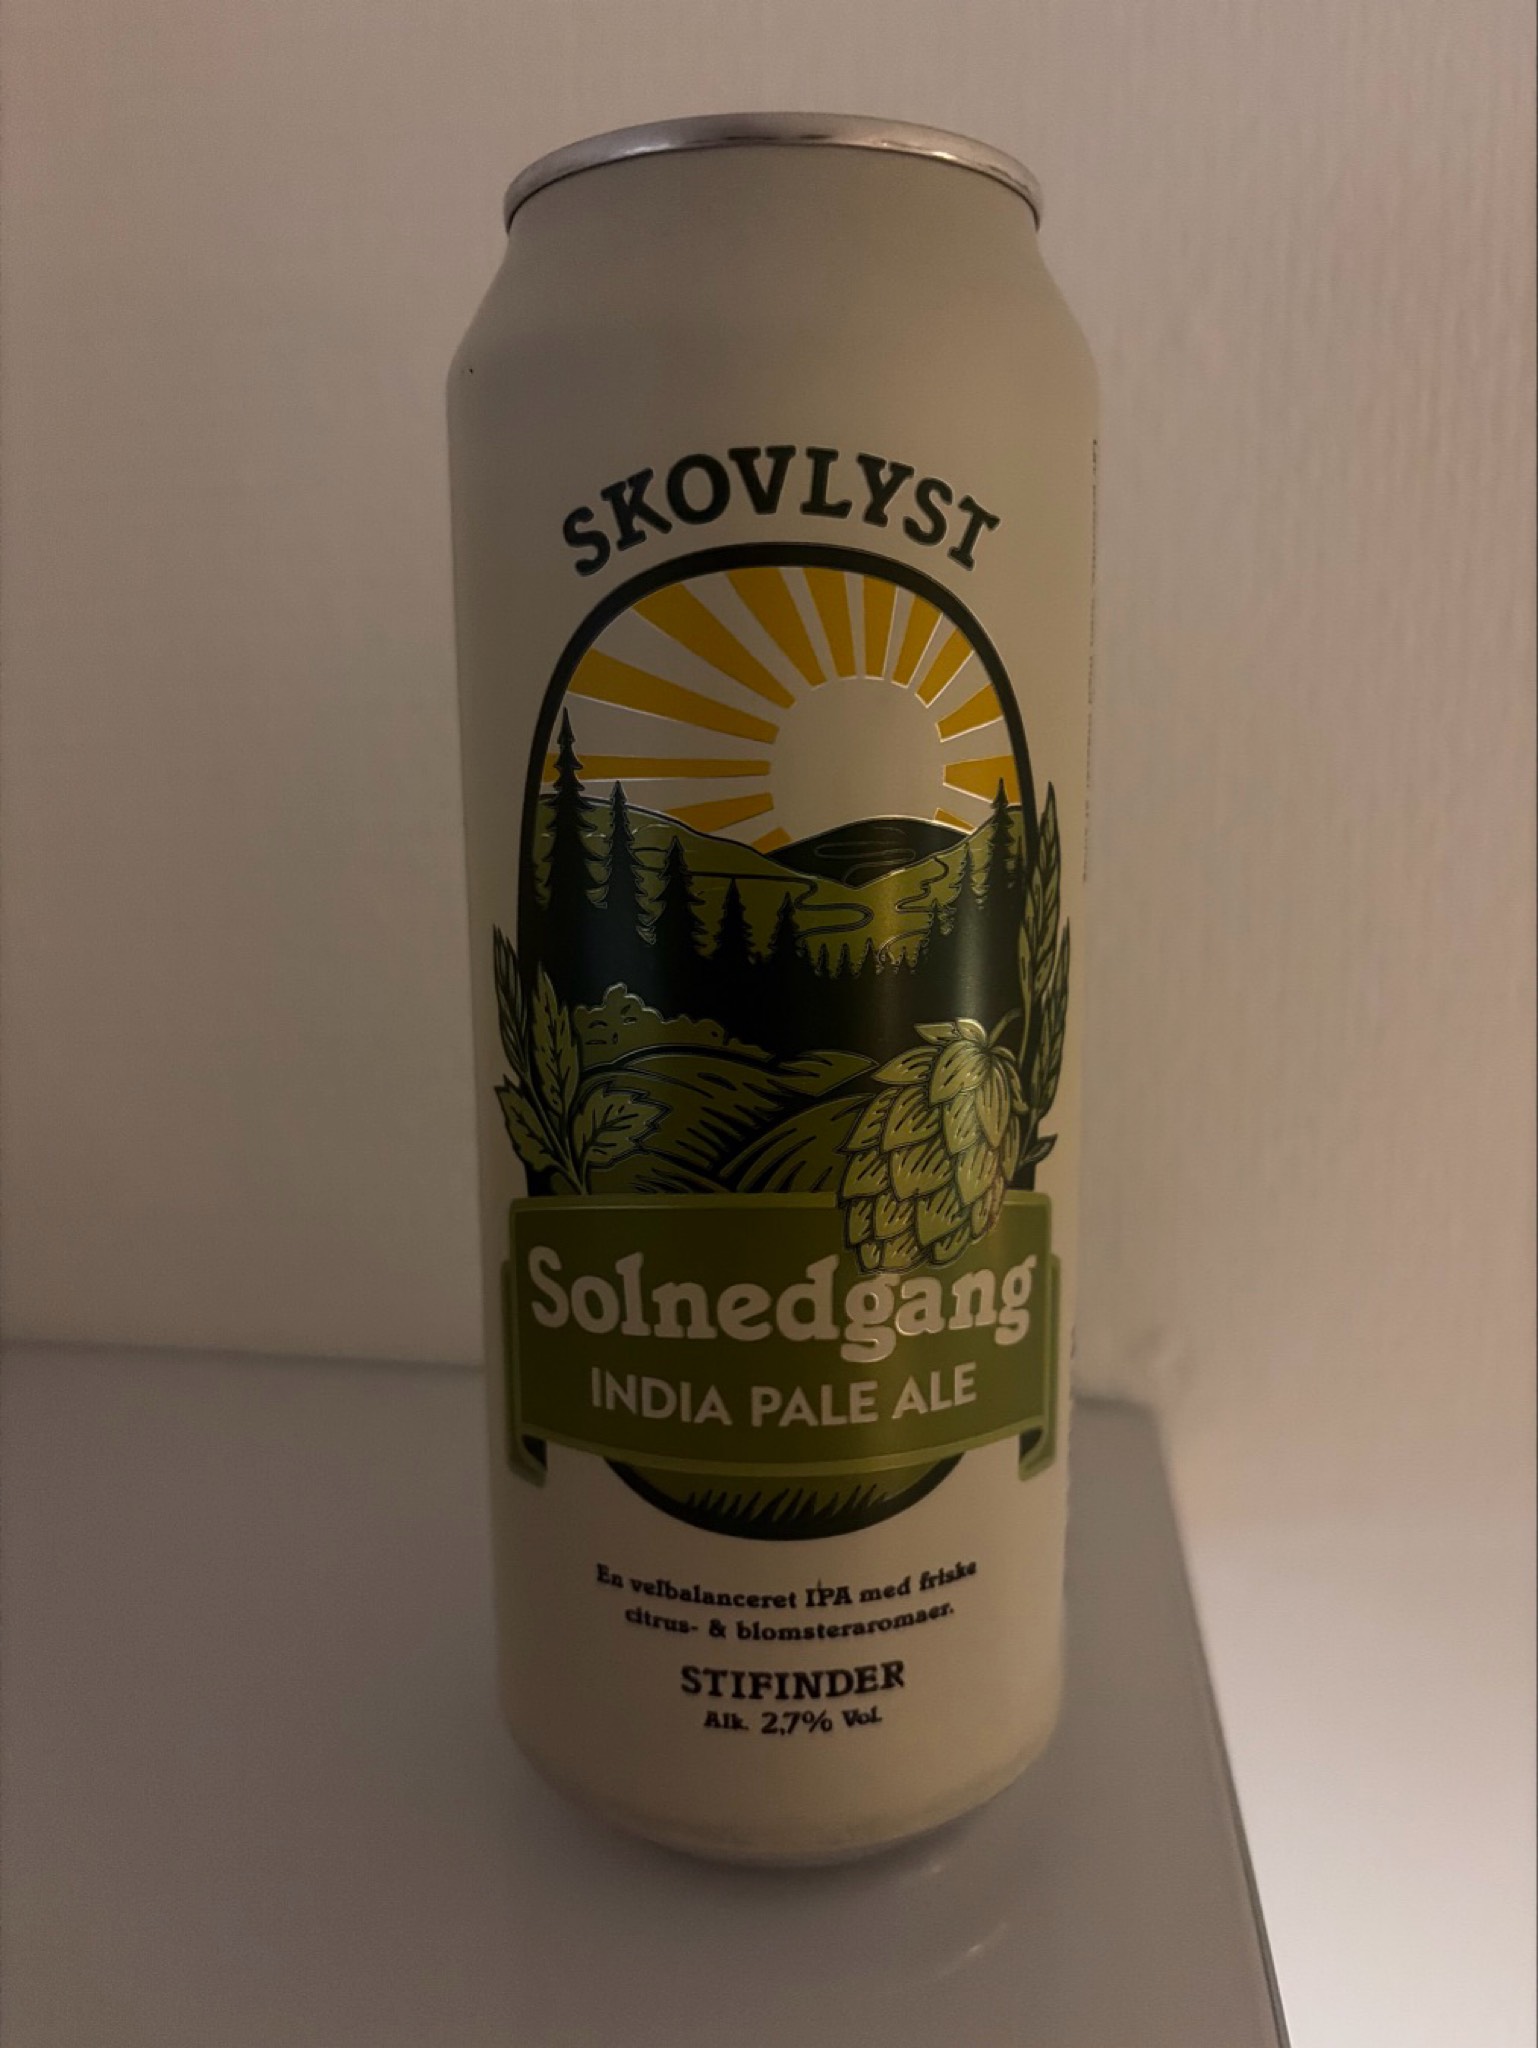 SKOVLYST
Solnedgang
INDIA PALE ALE
En velbalanceret IPA med friske
citrus- & blomsteraromaer.
STIFINDER
Alk. 2,7% Vol.